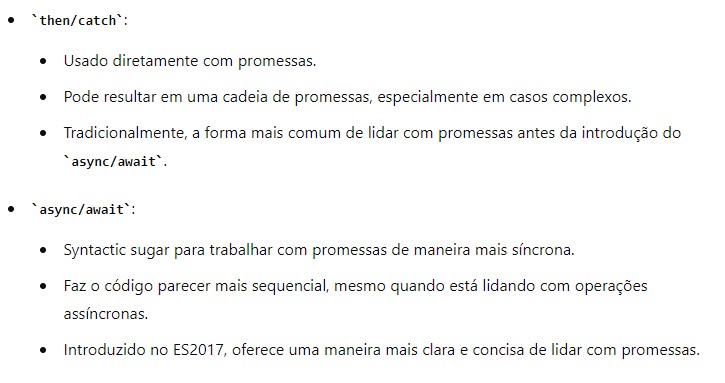 • `then/catch`:
• Usado diretamente com promessas.
• Pode resultar em uma cadeia de promessas, especialmente em casos complexos.
• Tradicionalmente, a forma mais comum de lidar com promessas antes da introdução do
`async/await`.
• `async/await`:
• Syntactic sugar para trabalhar com promessas de maneira mais síncrona.
• Faz o código parecer mais sequencial, mesmo quando está lidando com operações
assíncronas.
• Introduzido no ES2017, oferece uma maneira mais clara e concisa de lidar com promessas.